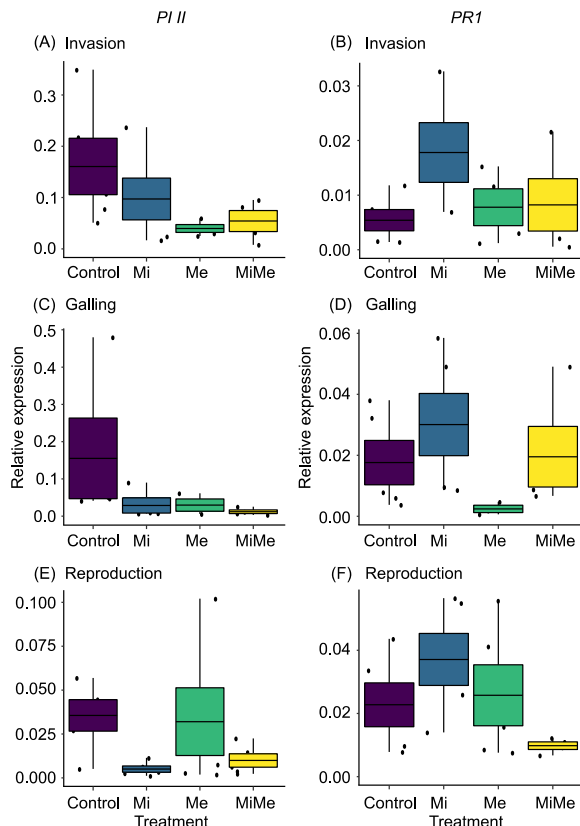 PI II PR1
(A) Invasion (B) Invasion
0.3
0.2
0.1
0.0
Control Mi Me MiMe
0.03
0.02
0.01
0.00
Control Mi Me MiMe
(C) Galling (D) Galling
Relative expression
0.5
0.4
0.3
0.2
0.1
0.0
Control Mi Me MiMe
Relative expression
0.06
0.04
0.02
0.00
Control Mi Me MiMe
(E) Reproduction (F) Reproduction
0.100
0.075
0.050
0.025
0.000
Control Mi Me MiMe
Treatment
0.04
0.02
0.00
Control Mi Me MiMe
Treatment